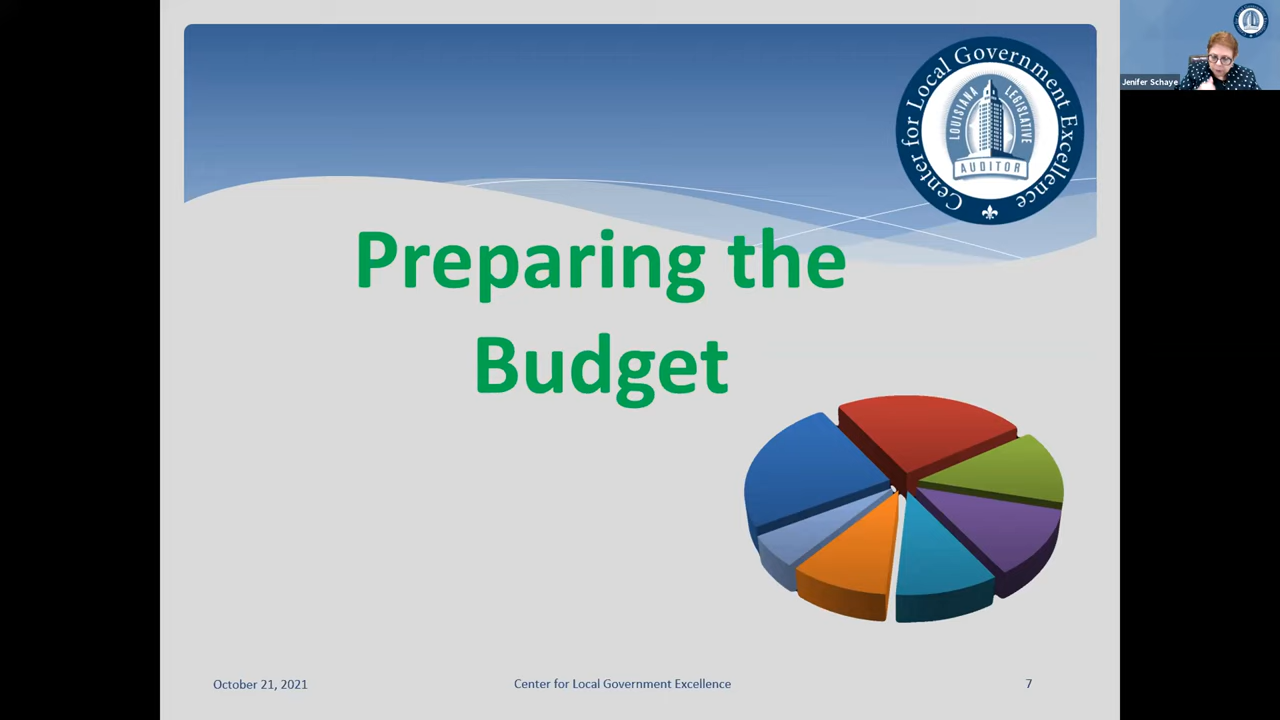 Center for Local Government Excellence
LOUISIANA LEGISLATIVE
AUDITOR
Jenifer Schaye
Preparing the
Budget
October 21, 2021
Center for Local Government Excellence
7